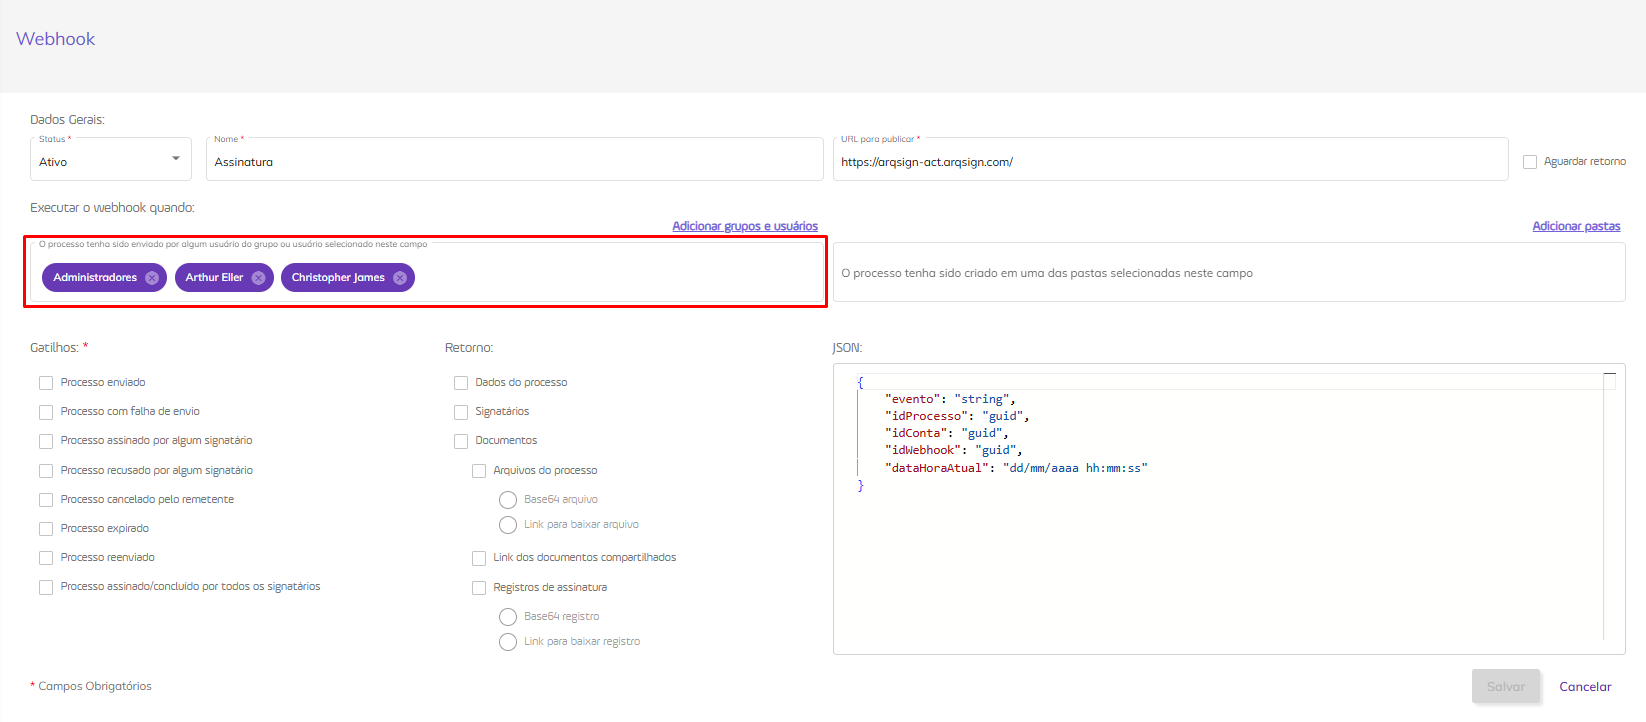 Webhook
Dados Gerais:
Status *
Ativo
Nome *
Assinatura
URL para publicar *
https://arqsign-act.arqsign.com/
Aguardar retorno
Executar o webhook quando:
Adicionar grupos e usuários
Adicionar pastas
O processo tenha sido enviado por algum usuário do grupo ou usuário selecionado neste campo
Administradores
Arthur Eller
Christopher James
O processo tenha sido criado em uma das pastas selecionadas neste campo
Gatilhos: *
Processo enviado
Processo com falha de envio
Processo assinado por algum signatário
Processo recusado por algum signatário
Processo cancelado pelo remetente
Processo expirado
Processo reenviado
Processo assinado/concluído por todos os signatários
Retorno:
Dados do processo
Signatários
Documentos
Arquivos do processo
Base64 arquivo
Link para baixar arquivo
Link dos documentos compartilhados
Registros de assinatura
Base64 registro
Link para baixar registro
JSON:
{
"evento": "string",
"idProcesso": "guid",
"idConta": "guid",
"idWebhook": "guid",
"dataHoraAtual": "dd/mm/aaaa hh:mm:ss"
}
* Campos Obrigatórios
Salvar
Cancelar